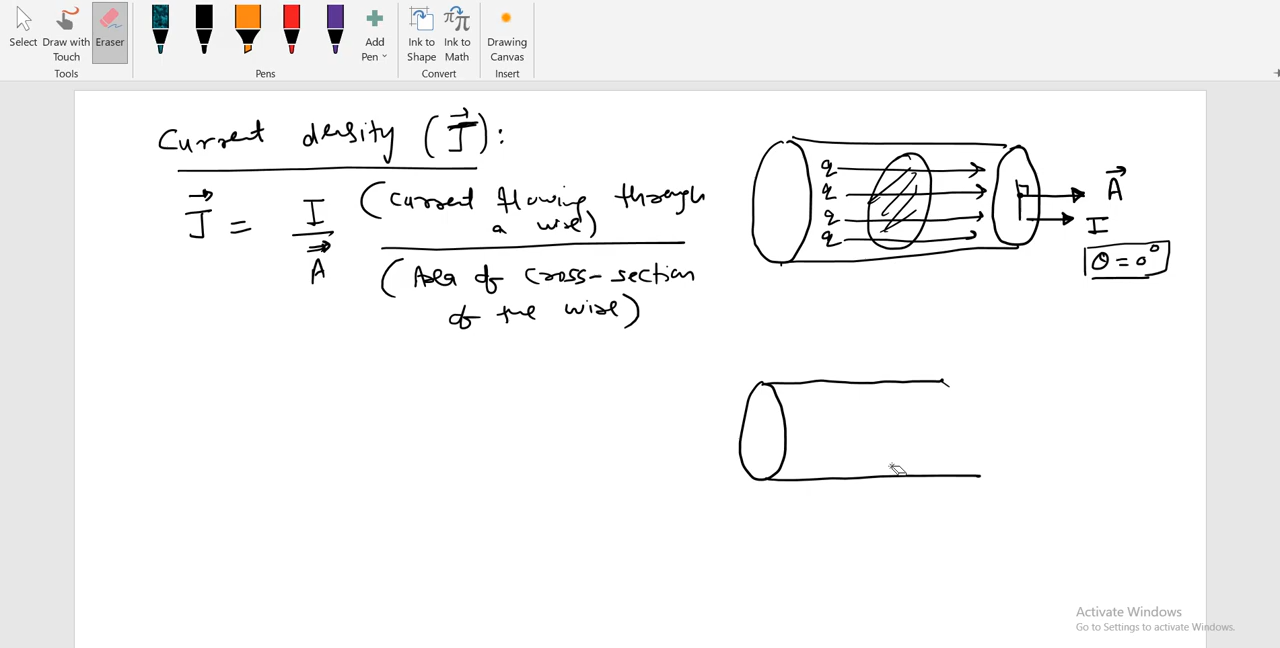 Select Draw with Touch Eraser Add Pen Ink to Shape Ink to Math Drawing Canvas
Tools Pens Convert Insert
Current density (J⃗):
J⃗ = I / A⃗ (Current flowing through
a wire)
(Area of cross-section
of the wire)
q
q
q
q
A⃗
I
θ = 0°
Activate Windows
Go to Settings to activate Windows.